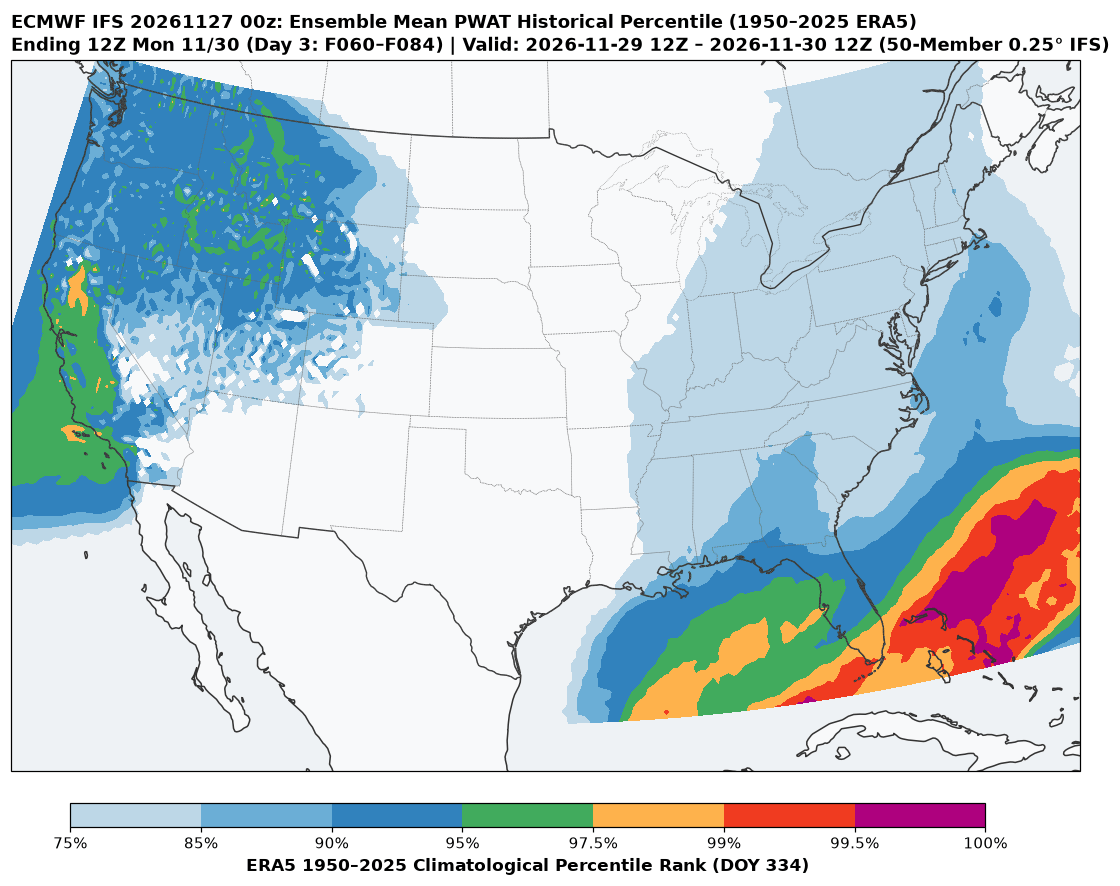 ECMWF IFS 20261127 00z: Ensemble Mean PWAT Historical Percentile (1950–2025 ERA5)
Ending 12Z Mon 11/30 (Day 3: F060–F084) | Valid: 2026-11-29 12Z – 2026-11-30 12Z (50-Member 0.25° IFS)
75% 85% 90% 95% 97.5% 99% 99.5% 100%
ERA5 1950–2025 Climatological Percentile Rank (DOY 334)